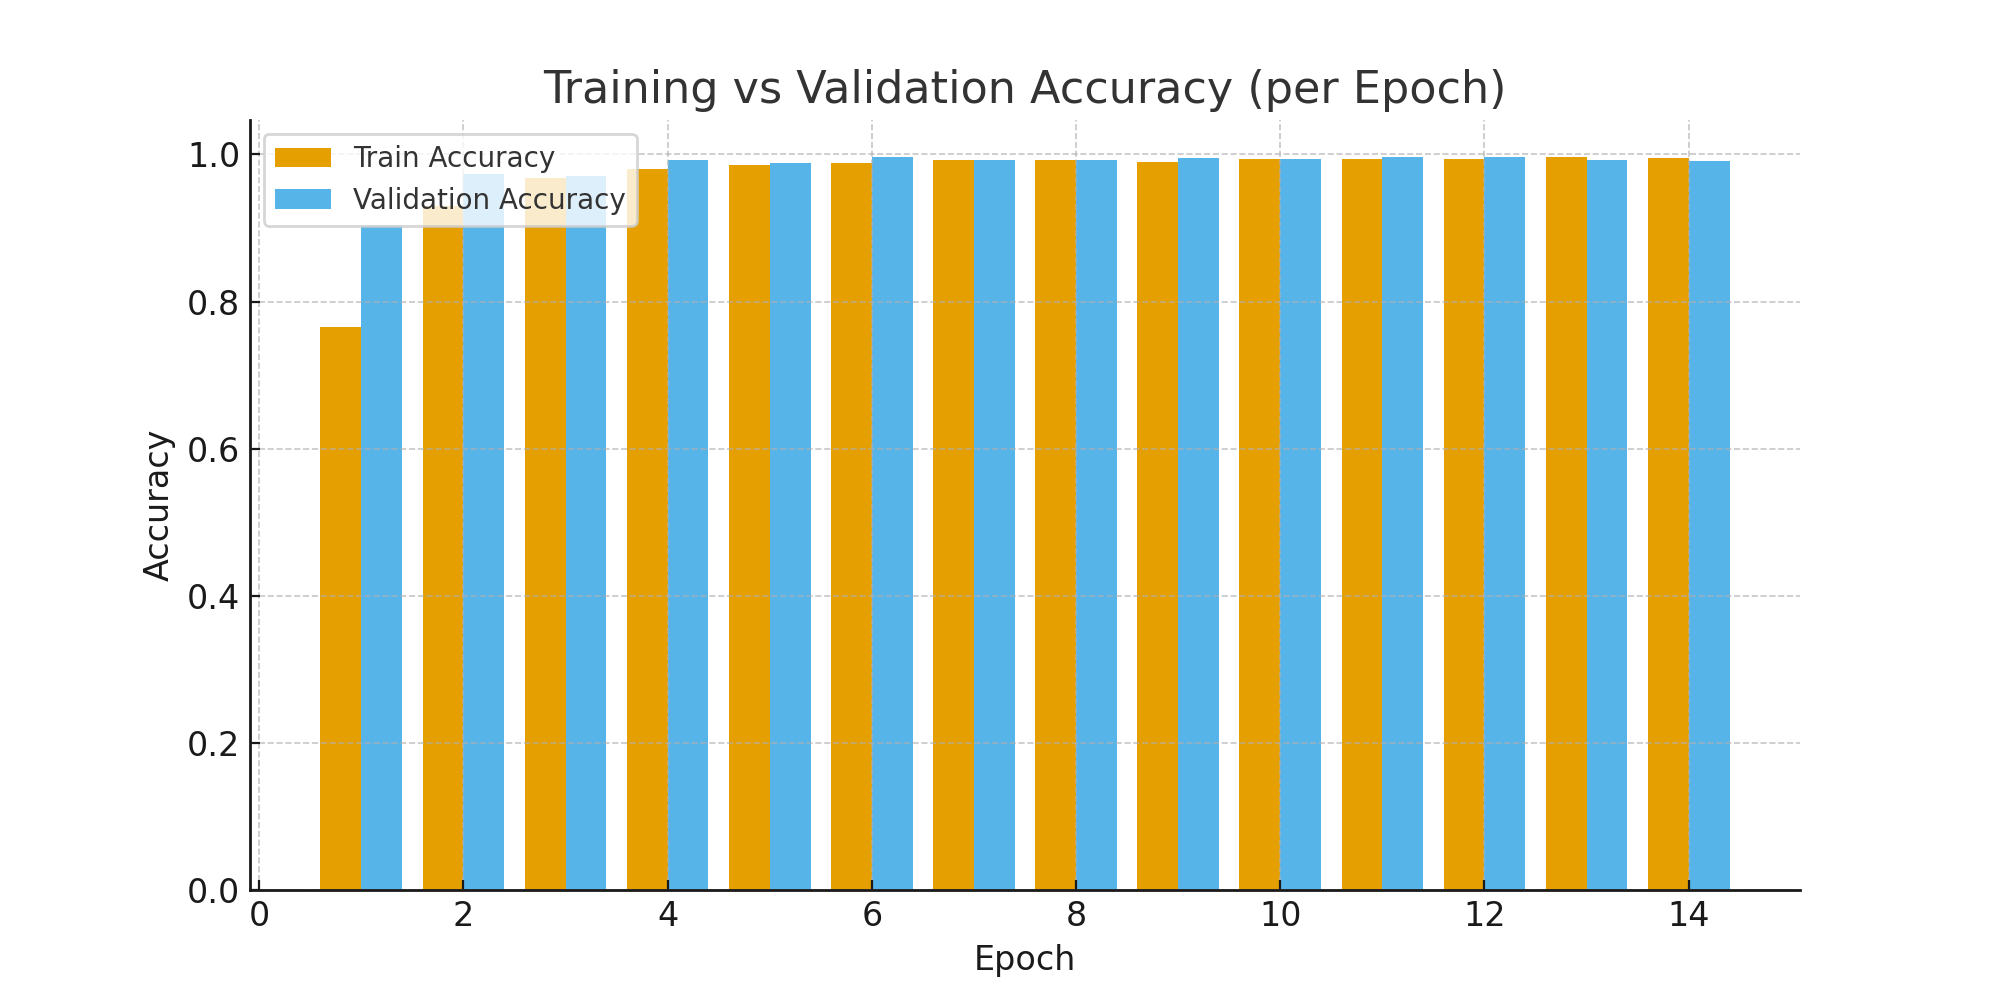 Training vs Validation Accuracy (per Epoch)
Train Accuracy
Validation Accuracy
1.0
0.8
0.6
0.4
0.2
0.0
Accuracy
0 2 4 6 8 10 12 14
Epoch